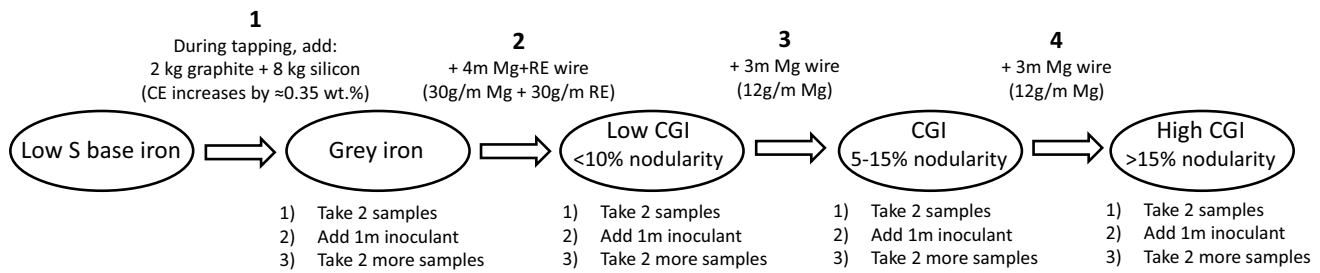 1
During tapping, add:
2 kg graphite + 8 kg silicon
(CE increases by ≈0.35 wt.%)
2
+ 4m Mg+RE wire
(30g/m Mg + 30g/m RE)
3
+ 3m Mg wire
(12g/m Mg)
4
+ 3m Mg wire
(12g/m Mg)
Low S base iron
Grey iron
Low CGI
<10% nodularity
CGI
5-15% nodularity
High CGI
>15% nodularity
1) Take 2 samples
2) Add 1m inoculant
3) Take 2 more samples
1) Take 2 samples
2) Add 1m inoculant
3) Take 2 more samples
1) Take 2 samples
2) Add 1m inoculant
3) Take 2 more samples
1) Take 2 samples
2) Add 1m inoculant
3) Take 2 more samples